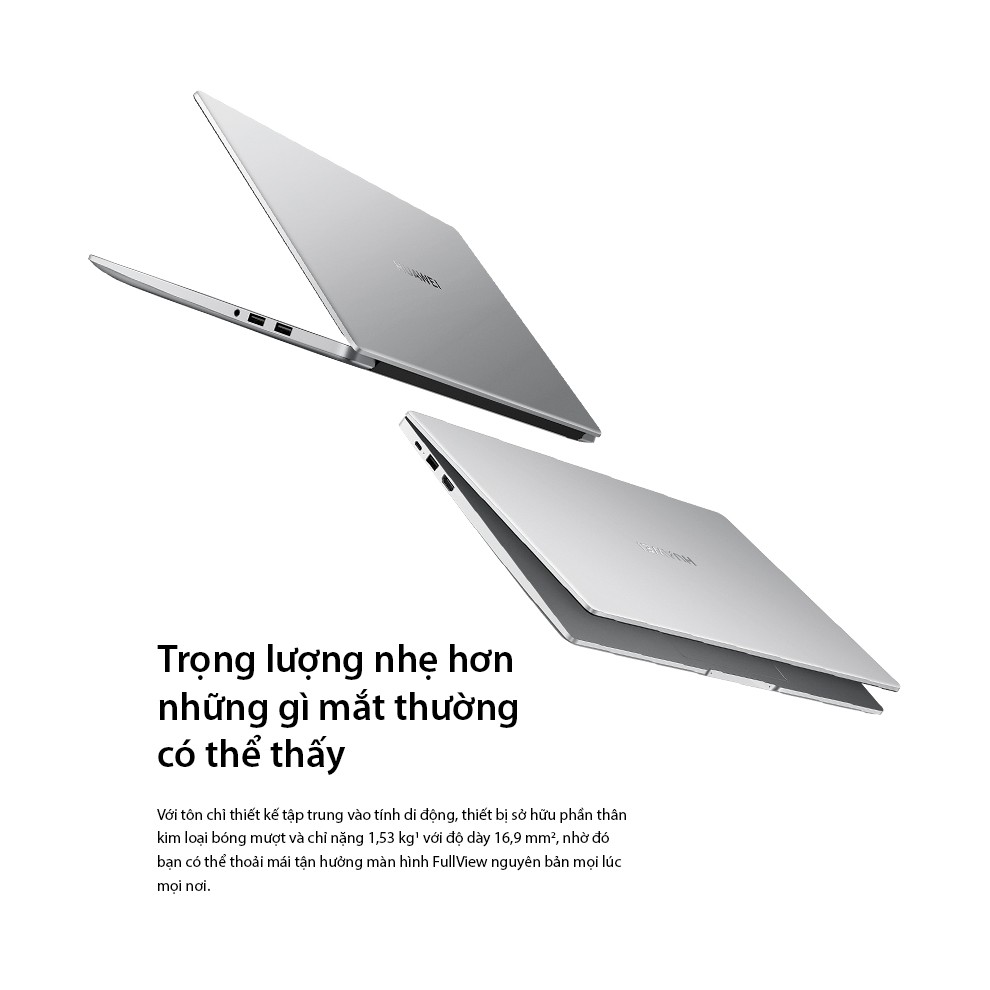 HUAWEI
HUAWEI
Trọng lượng nhẹ hơn
những gì mắt thường
có thể thấy
Với tôn chỉ thiết kế tập trung vào tính di động, thiết bị sở hữu phần thân
kim loại bóng mượt và chỉ nặng 1,53 kg¹ với độ dày 16,9 mm², nhờ đó
bạn có thể thoải mái tận hưởng màn hình FullView nguyên bản mọi lúc
mọi nơi.